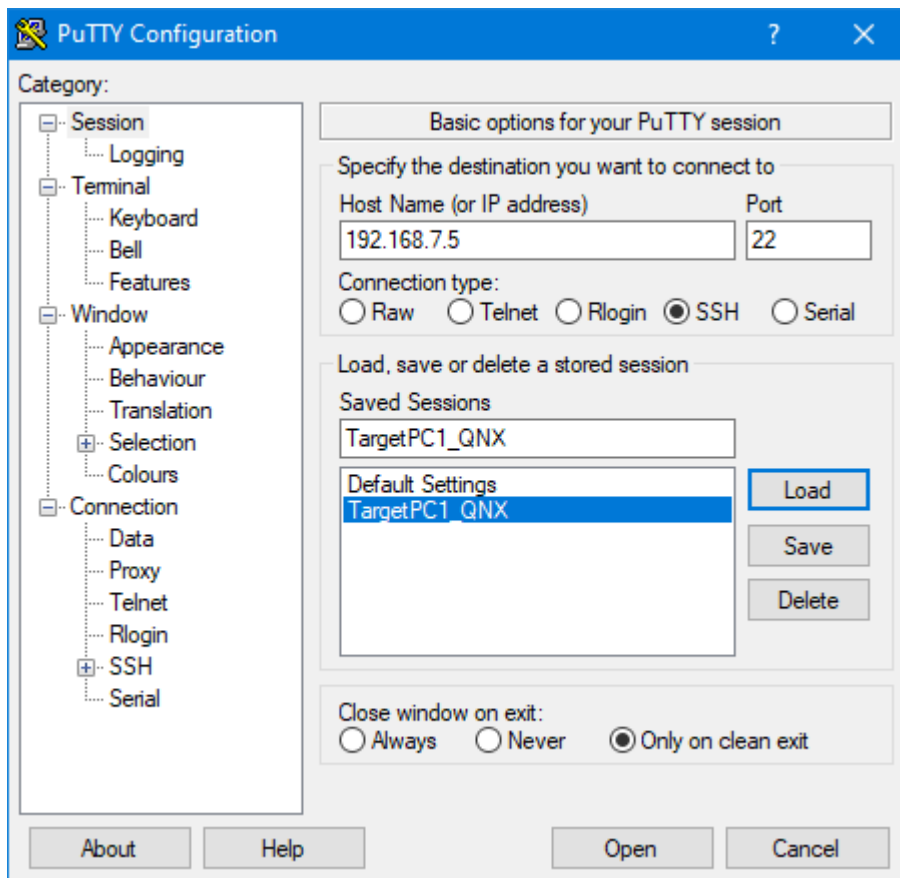 PuTTY Configuration ?
Category:
Session
Logging
Terminal
Keyboard
Bell
Features
Window
Appearance
Behaviour
Translation
Selection
Colours
Connection
Data
Proxy
Telnet
Rlogin
SSH
Serial
Basic options for your PuTTY session
Specify the destination you want to connect to
Host Name (or IP address) Port
192.168.7.5 22
Connection type:
Raw Telnet Rlogin SSH Serial
Load, save or delete a stored session
Saved Sessions
TargetPC1_QNX
Default Settings
TargetPC1_QNX
Load
Save
Delete
Close window on exit:
Always Never Only on clean exit
About Help Open Cancel